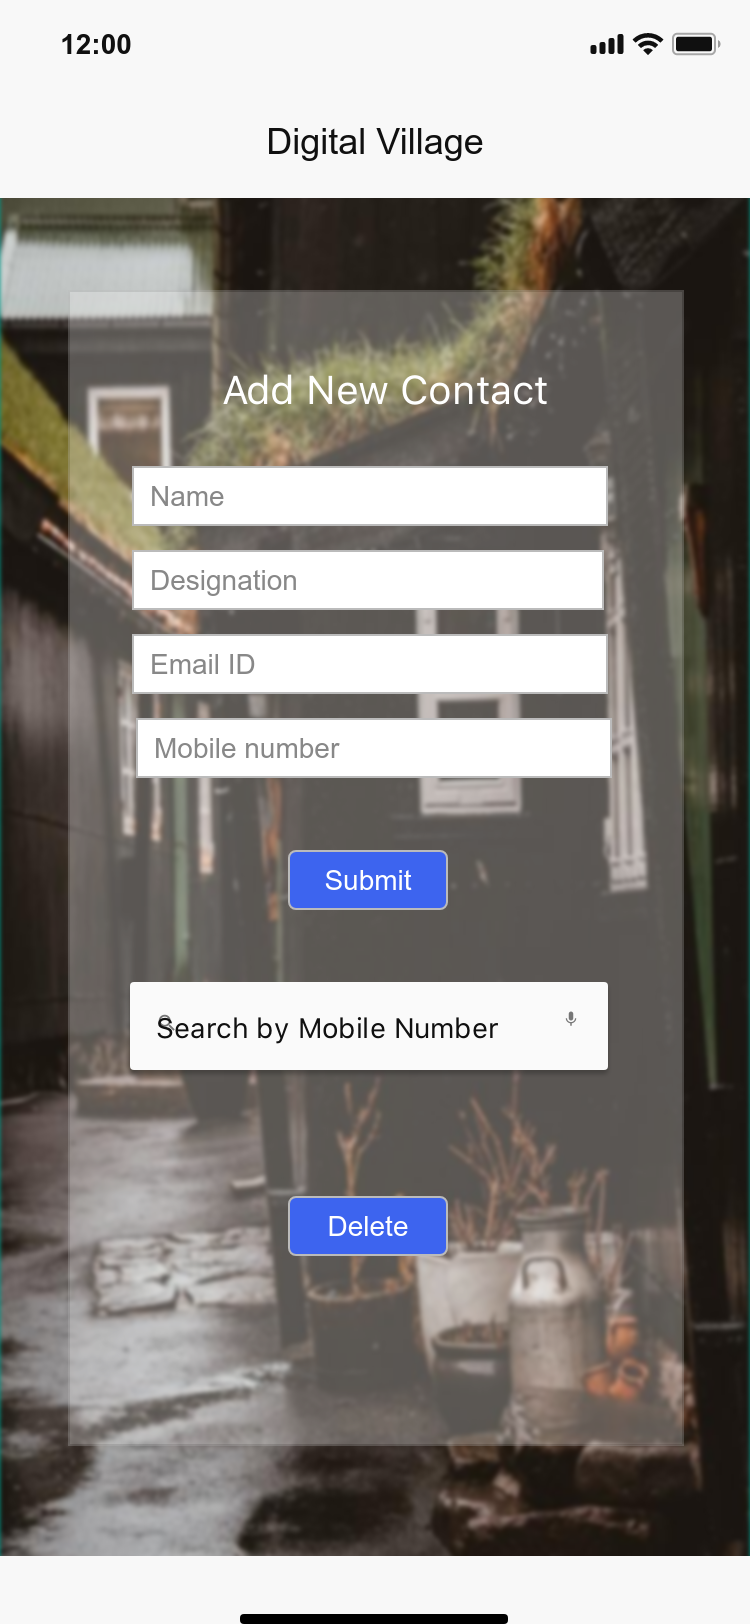 12:00
Digital Village
Add New Contact
Name
Designation
Email ID
Mobile number
Submit
Search by Mobile Number
Delete